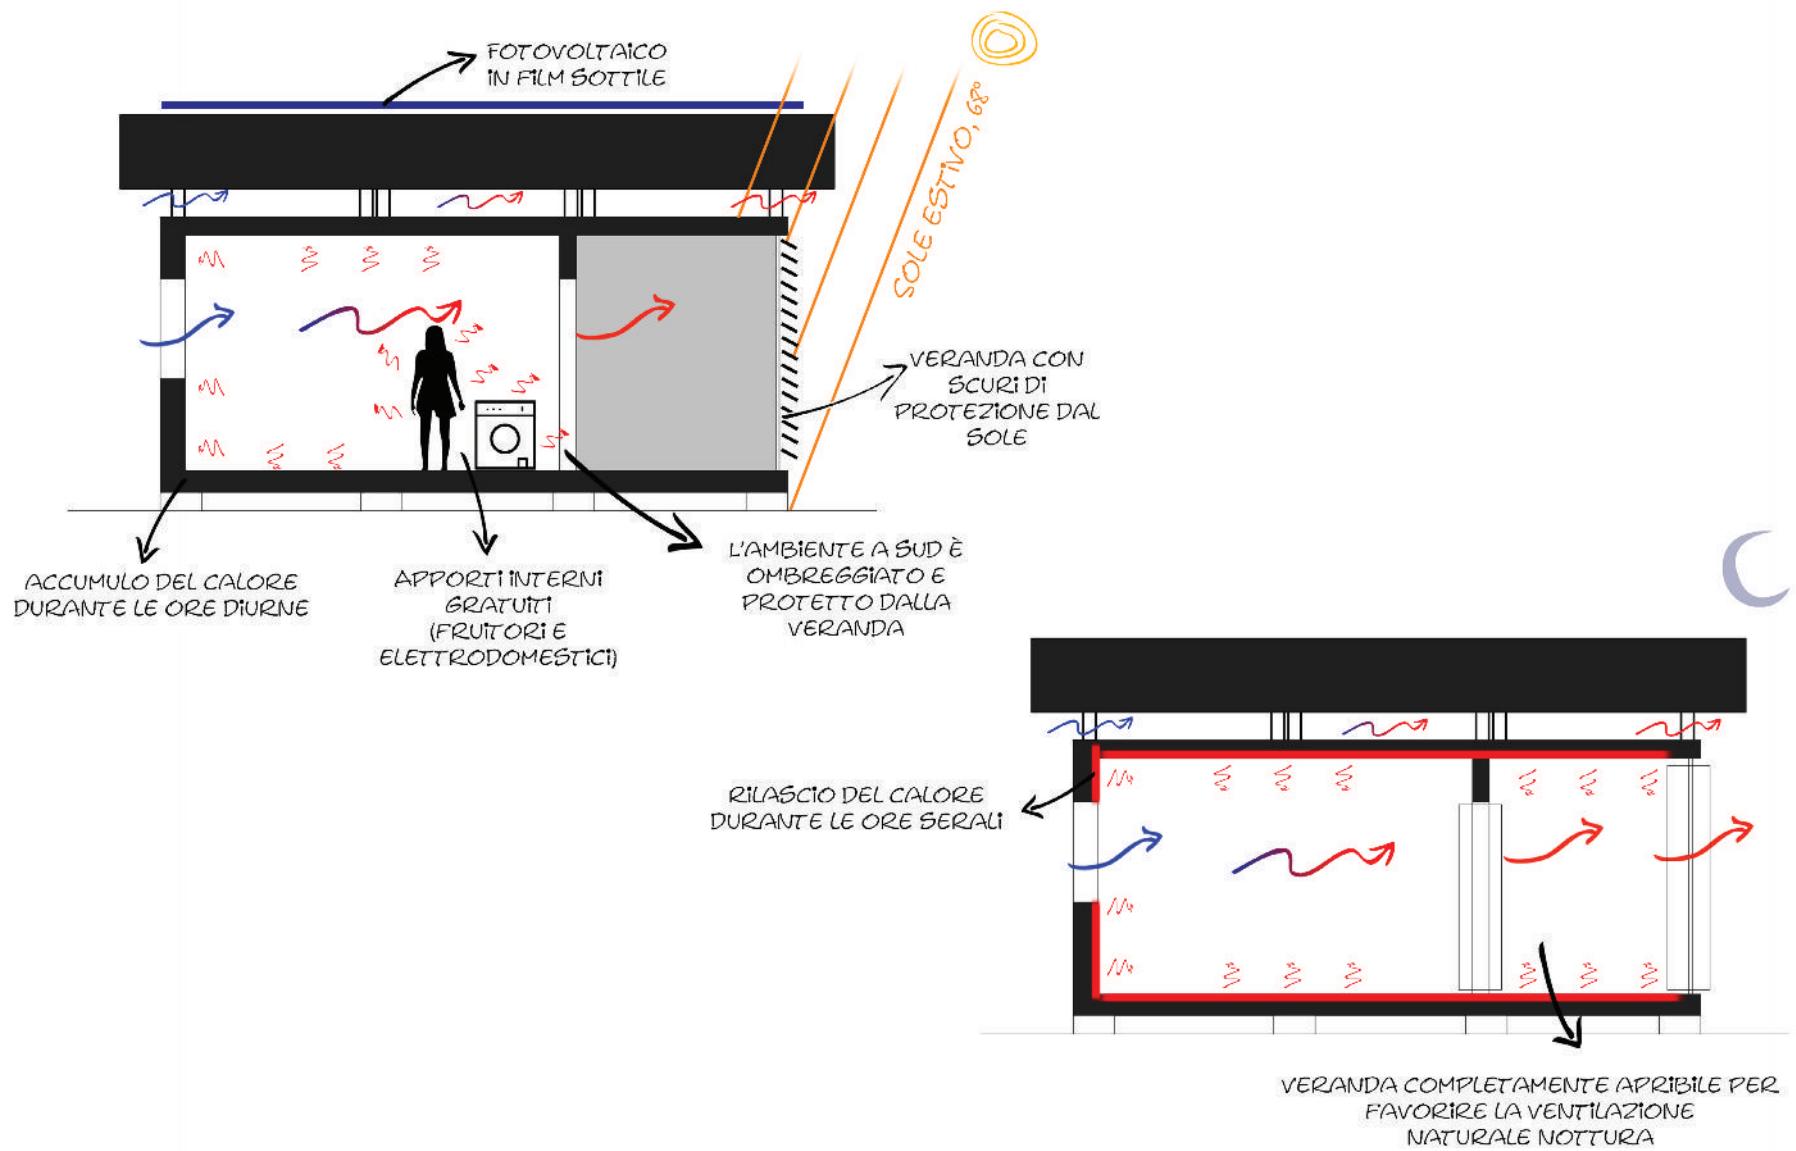 FOTOVOLTAICO
IN FILM SOTTILE
SOLE ESTIVO, 68°
VERANDA CON
SCURI DI
PROTEZIONE DAL
SOLE
L'AMBIENTE A SUD È
OMBREGGIATO E
PROTETTO DALLA
VERANDA
APPORTI INTERNI
GRATUITI
(FRUITORI E
ELETTRODOMESTICI)
ACCUMULO DEL CALORE
DURANTE LE ORE DIURNE
RILASCIO DEL CALORE
DURANTE LE ORE SERALI
VERANDA COMPLETAMENTE APRIBILE PER
FAVORIRE LA VENTILAZIONE
NATURALE NOTTURA